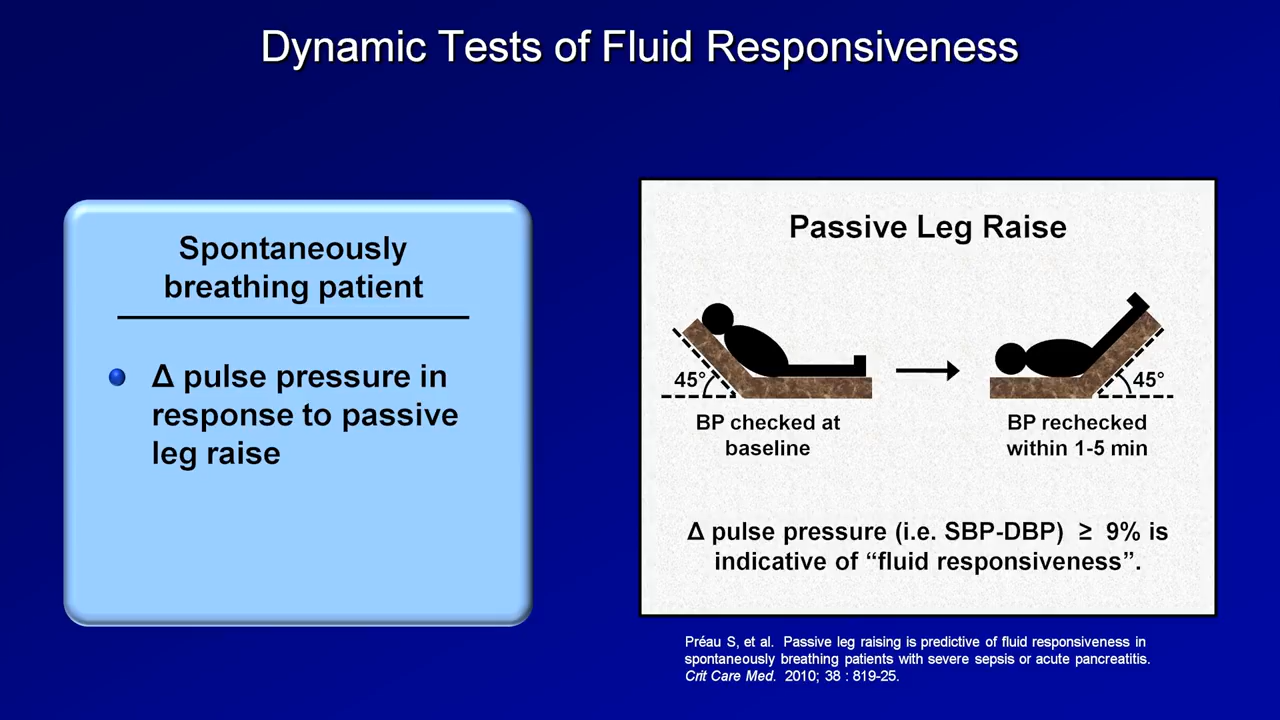 Dynamic Tests of Fluid Responsiveness
Spontaneously
breathing patient
Δ pulse pressure in
response to passive
leg raise
Passive Leg Raise
45°
45°
BP checked at
baseline
BP rechecked
within 1-5 min
Δ pulse pressure (i.e. SBP-DBP) ≥ 9% is
indicative of “fluid responsiveness”.
Préau S, et al. Passive leg raising is predictive of fluid responsiveness in
spontaneously breathing patients with severe sepsis or acute pancreatitis.
Crit Care Med. 2010; 38 : 819-25.